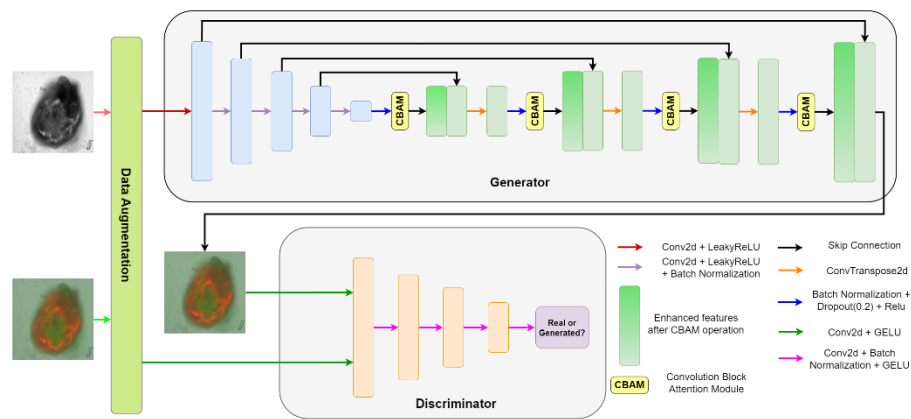 Data Augmentation
CBAM
CBAM
CBAM
CBAM
Generator
Real or
Generated?
Discriminator
Conv2d + LeakyReLU
Conv2d + LeakyReLU
+ Batch Normalization
Enhanced features
after CBAM operation
CBAM
Convolution Block
Attention Module
Skip Connection
ConvTranspose2d
Batch Normalization +
Dropout(0.2) + Relu
Conv2d + GELU
Conv2d + Batch
Normalization + GELU